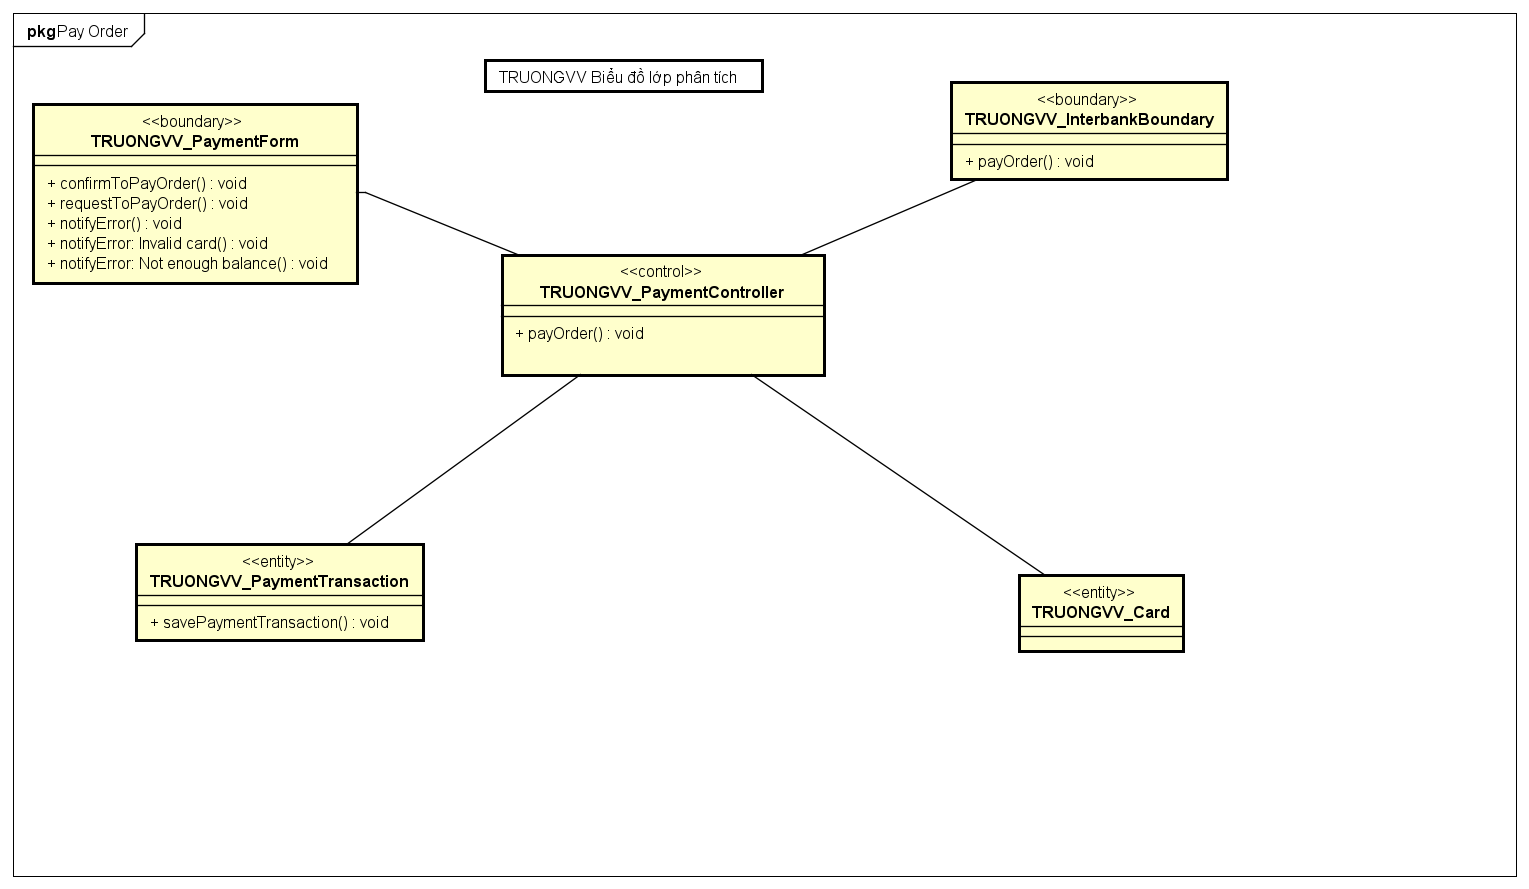 pkgPay Order
TRUONGVV Biểu đồ lớp phân tích
<<boundary>>
TRUONGVV_PaymentForm
+ confirmToPayOrder() : void
+ requestToPayOrder() : void
+ notifyError() : void
+ notifyError: Invalid card() : void
+ notifyError: Not enough balance() : void
<<boundary>>
TRUONGVV_InterbankBoundary
+ payOrder() : void
<<control>>
TRUONGVV_PaymentController
+ payOrder() : void
<<entity>>
TRUONGVV_PaymentTransaction
+ savePaymentTransaction() : void
<<entity>>
TRUONGVV_Card